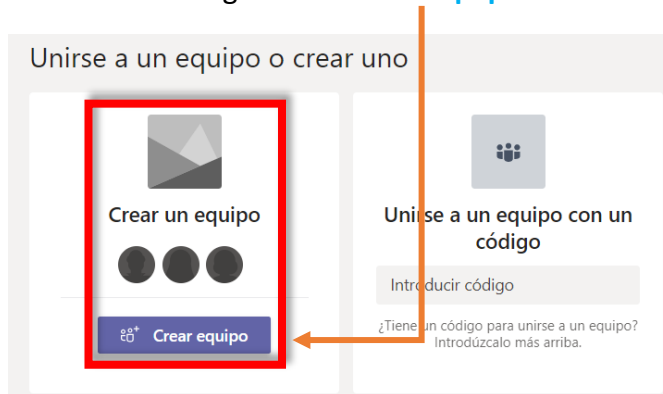 Unirse a un equipo o crear uno
Crear un equipo
Crear equipo
Unirse a un equipo con un
código
Introducir código
¿Tiene un código para unirse a un equipo?
Introdúzcalo más arriba.